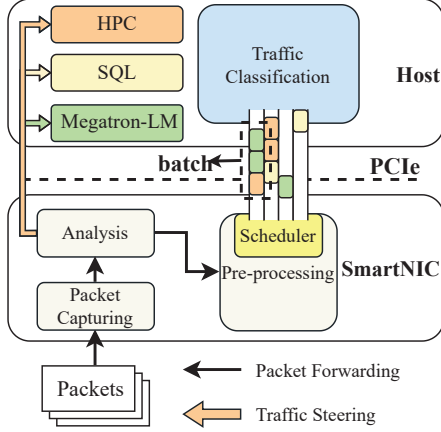 HPC
SQL
Megatron-LM
Traffic
Classification
Host
batch
PCIe
Analysis
Scheduler
Pre-processing
SmartNIC
Packet
Capturing
Packets
Packet Forwarding
Traffic Steering